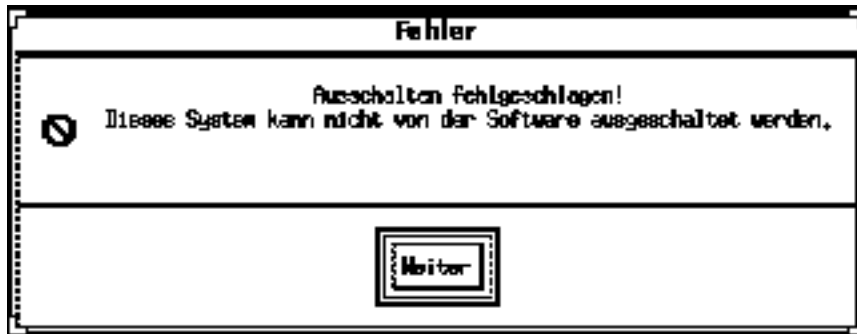 Fehler
Ausschalten fehlgeschlagen!
Dieses System kann nicht von der Software ausgeschaltet werden.
Weiter